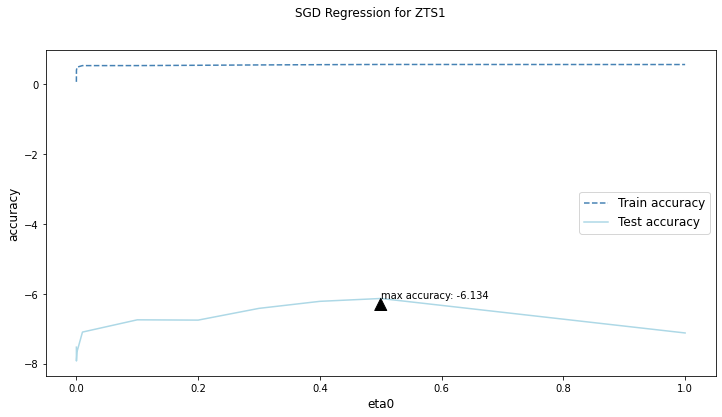 SGD Regression for ZTS1
accuracy
0
−2
−4
−6
−8
Train accuracy
Test accuracy
max accuracy: -6.134
0.0
0.2
0.4
0.6
0.8
1.0
eta0